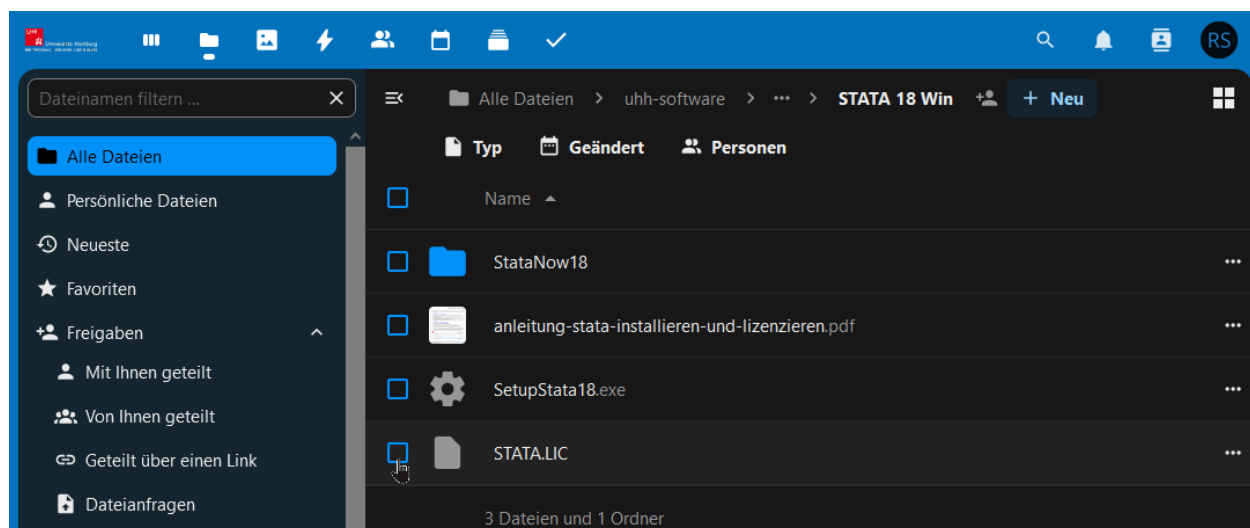 Universität Hamburg
RS
Dateinamen filtern ...
Alle Dateien > uhh-software > ··· > STATA 18 Win + Neu
Alle Dateien
Typ Geändert Personen
Persönliche Dateien
Name
Neueste
StataNow18
Favoriten
anleitung-stata-installieren-und-lizenzieren.pdf
Freigaben
Mit Ihnen geteilt
SetupStata18.exe
Von Ihnen geteilt
STATA.LIC
Geteilt über einen Link
Dateianfragen
3 Dateien und 1 Ordner